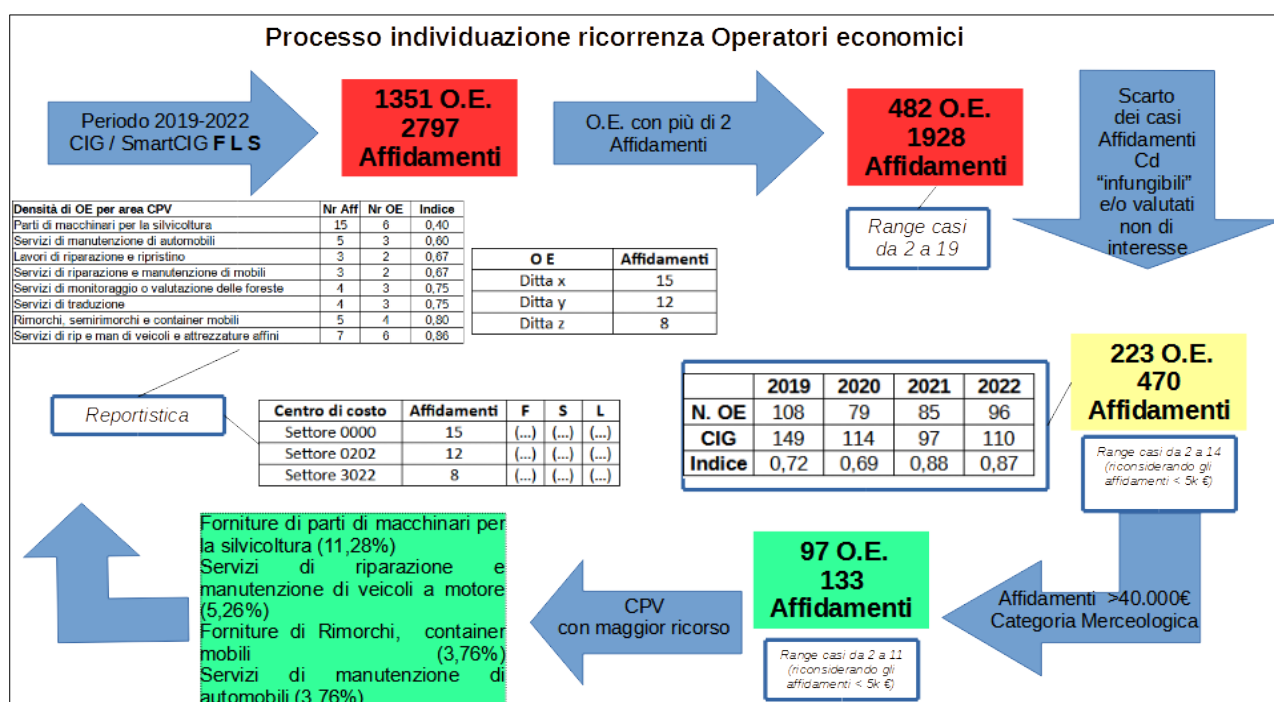 Processo individuazione ricorrenza Operatori economici
Periodo 2019-2022
CIG / SmartCIG F L S
1351 O.E.
2797
Affidamenti
O.E. con più di 2
Affidamenti
482 O.E.
1928
Affidamenti
Range casi
da 2 a 19
Scarto
dei casi
Affidamenti
Cd
“infungibili”
e/o valutati
non di
interesse
Densità di OE per area CPV Nr Aff Nr OE Indice
Parti di macchinari per la silvicoltura 15 6 0,40
Servizi di manutenzione di automobili 5 3 0,60
Lavori di riparazione e ripristino 3 2 0,67
Servizi di riparazione e manutenzione di mobili 3 2 0,67
Servizi di monitoraggio o valutazione delle foreste 4 3 0,75
Servizi di traduzione 4 3 0,75
Rimorchi, semirimorchi e container mobili 5 4 0,80
Servizi di rip e man di veicoli e attrezzature affini 7 6 0,86
O E Affidamenti
Ditta x 15
Ditta y 12
Ditta z 8
223 O.E.
470
Affidamenti
Range casi da 2 a 14
(riconsiderando gli
affidamenti < 5k €)
2019 2020 2021 2022
N. OE 108 79 85 96
CIG 149 114 97 110
Indice 0,72 0,69 0,88 0,87
Reportistica
Centro di costo Affidamenti F S L
Settore 0000 15 (...) (...) (...)
Settore 0202 12 (...) (...) (...)
Settore 3022 8 (...) (...) (...)
Affidamenti >40.000€
Categoria Merceologica
97 O.E.
133
Affidamenti
Range casi da 2 a 11
(riconsiderando gli
affidamenti < 5k €)
CPV
con maggior ricorso
Forniture di parti di macchinari per
la silvicoltura (11,28%)
Servizi di riparazione e
manutenzione di veicoli a motore
(5,26%)
Forniture di Rimorchi, container
mobili (3,76%)
Servizi di manutenzione di
automobili (3,76%)